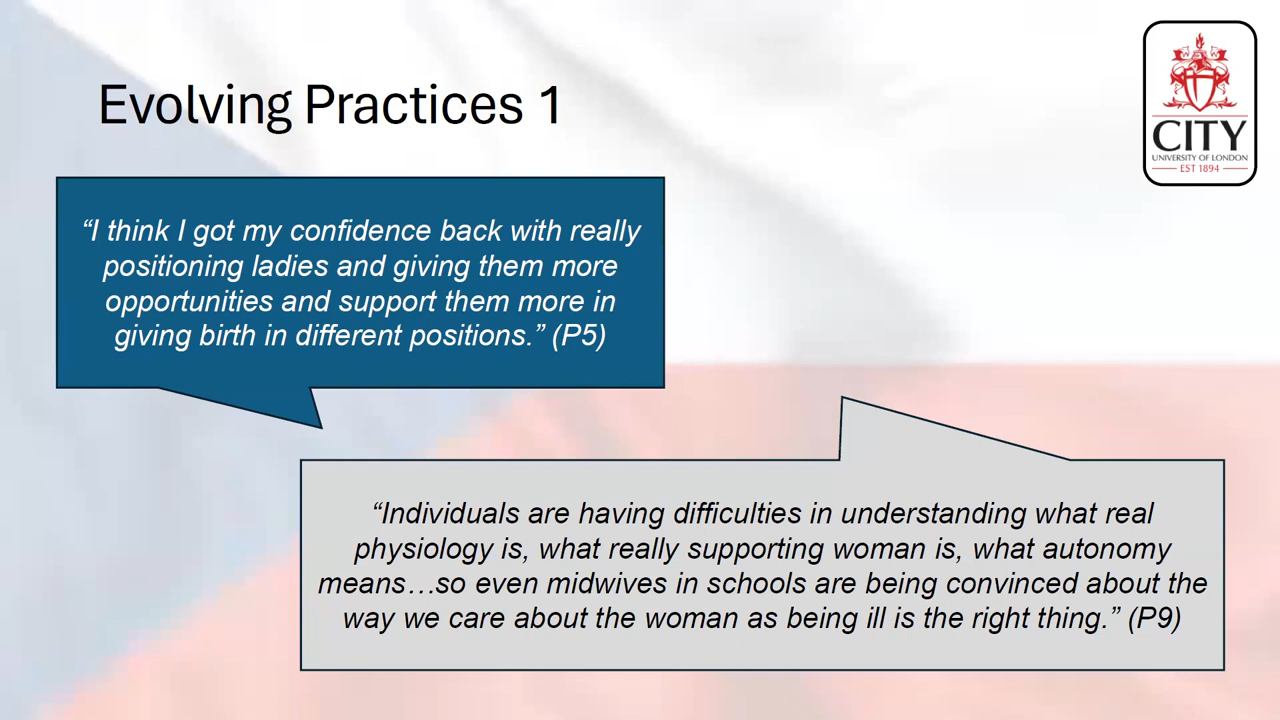 Evolving Practices 1
CITY
UNIVERSITY OF LONDON
EST 1894
“I think I got my confidence back with really
positioning ladies and giving them more
opportunities and support them more in
giving birth in different positions.” (P5)
“Individuals are having difficulties in understanding what real
physiology is, what really supporting woman is, what autonomy
means…so even midwives in schools are being convinced about the
way we care about the woman as being ill is the right thing.” (P9)